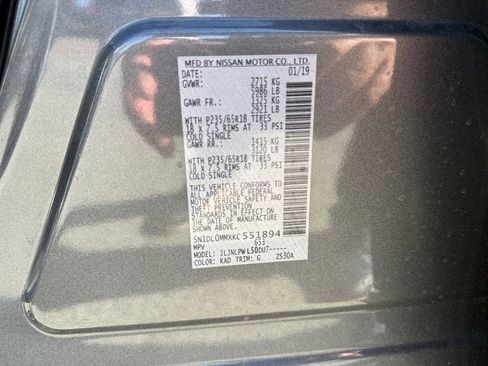 MFD BY NISSAN MOTOR CO., LTD.
DATE: 01/19
GVWR: 2715 KG
5986 LB
GAWR FR.: 1325 KG
2921 LB
WITH P235/65R18 TIRES
18 X 7.5 RIMS AT 33 PSI
COLD SINGLE
GAWR RR.: 1415 KG
3120 LB
WITH P235/65R18 TIRES
18 X 7.5 RIMS AT 33 PSI
COLD SINGLE
THIS VEHICLE CONFORMS TO
ALL APPLICABLE FEDERAL
MOTOR VEHICLE SAFETY AND
THEFT PREVENTION
STANDARDS IN EFFECT ON
THE DATE OF MANUFACTURE
SHOWN ABOVE.
5N1DL0MMXKC551894
MPV 653
MODEL: JLJNLPWL50DU7-----
COLOR: KAD TRIM: G ZS30A